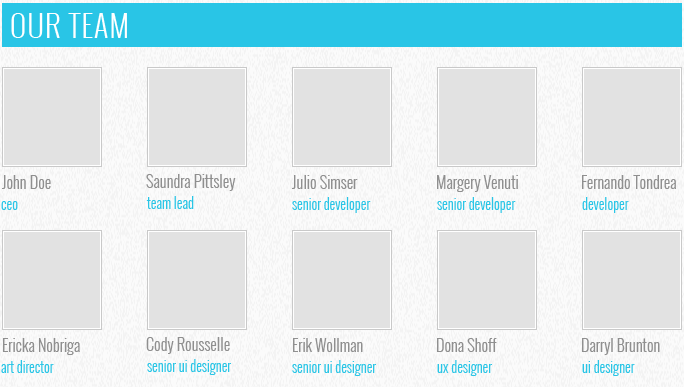 OUR TEAM
John Doe
ceo
Saundra Pittsley
team lead
Julio Simser
senior developer
Margery Venuti
senior developer
Fernando Tondrea
developer
Ericka Nobriga
art director
Cody Rousselle
senior ui designer
Erik Wollman
senior ui designer
Dona Shoff
ux designer
Darryl Brunton
ui designer